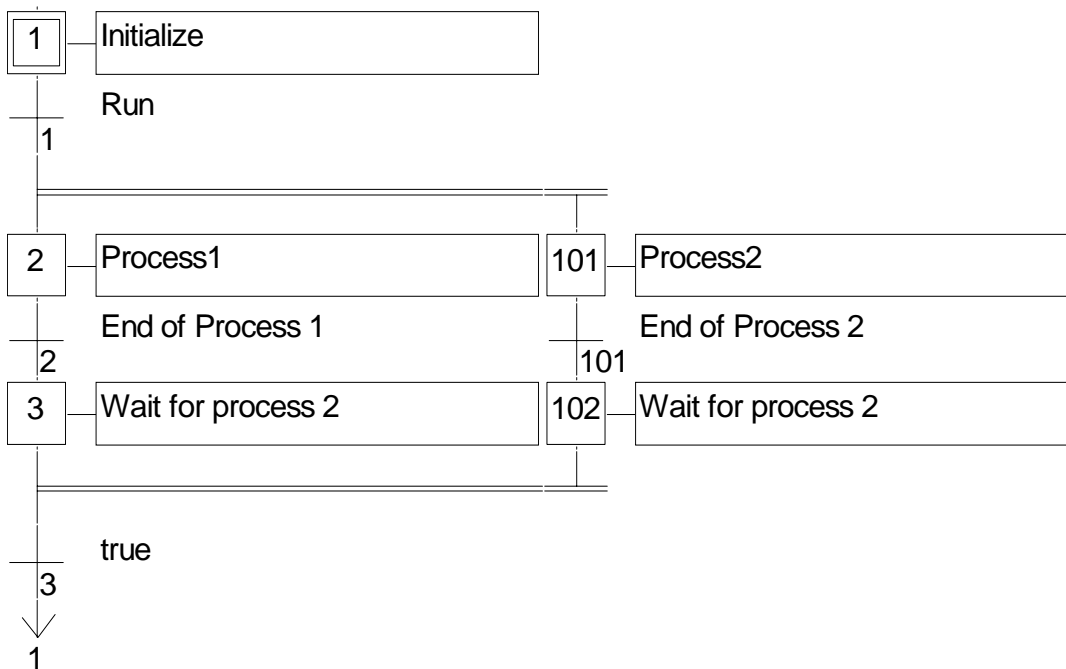 1 Initialize
Run
1
2 Process1 101 Process2
End of Process 1 End of Process 2
2 101
3 Wait for process 2 102 Wait for process 2
true
3
1